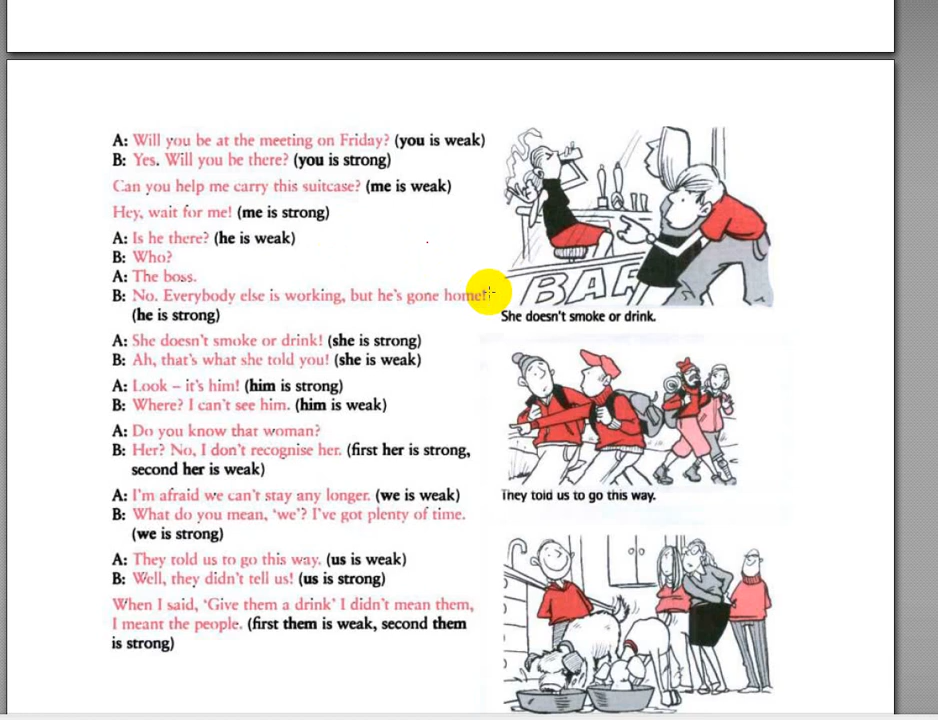 A: Will you be at the meeting on Friday? (you is weak)
B: Yes. Will you be there? (you is strong)
Can you help me carry this suitcase? (me is weak)
Hey, wait for me! (me is strong)
A: Is he there? (he is weak)
B: Who?
A: The boss.
B: No. Everybody else is working, but he's gone home!
(he is strong)
A: She doesn't smoke or drink! (she is strong)
B: Ah, that's what she told you! (she is weak)
A: Look – it's him! (him is strong)
B: Where? I can't see him. (him is weak)
A: Do you know that woman?
B: Her? No, I don't recognise her. (first her is strong,
second her is weak)
A: I'm afraid we can't stay any longer. (we is weak)
B: What do you mean, 'we'? I've got plenty of time.
(we is strong)
A: They told us to go this way. (us is weak)
B: Well, they didn't tell us! (us is strong)
When I said, 'Give them a drink' I didn't mean them,
I meant the people. (first them is weak, second them
is strong)
BAR
She doesn't smoke or drink.
They told us to go this way.